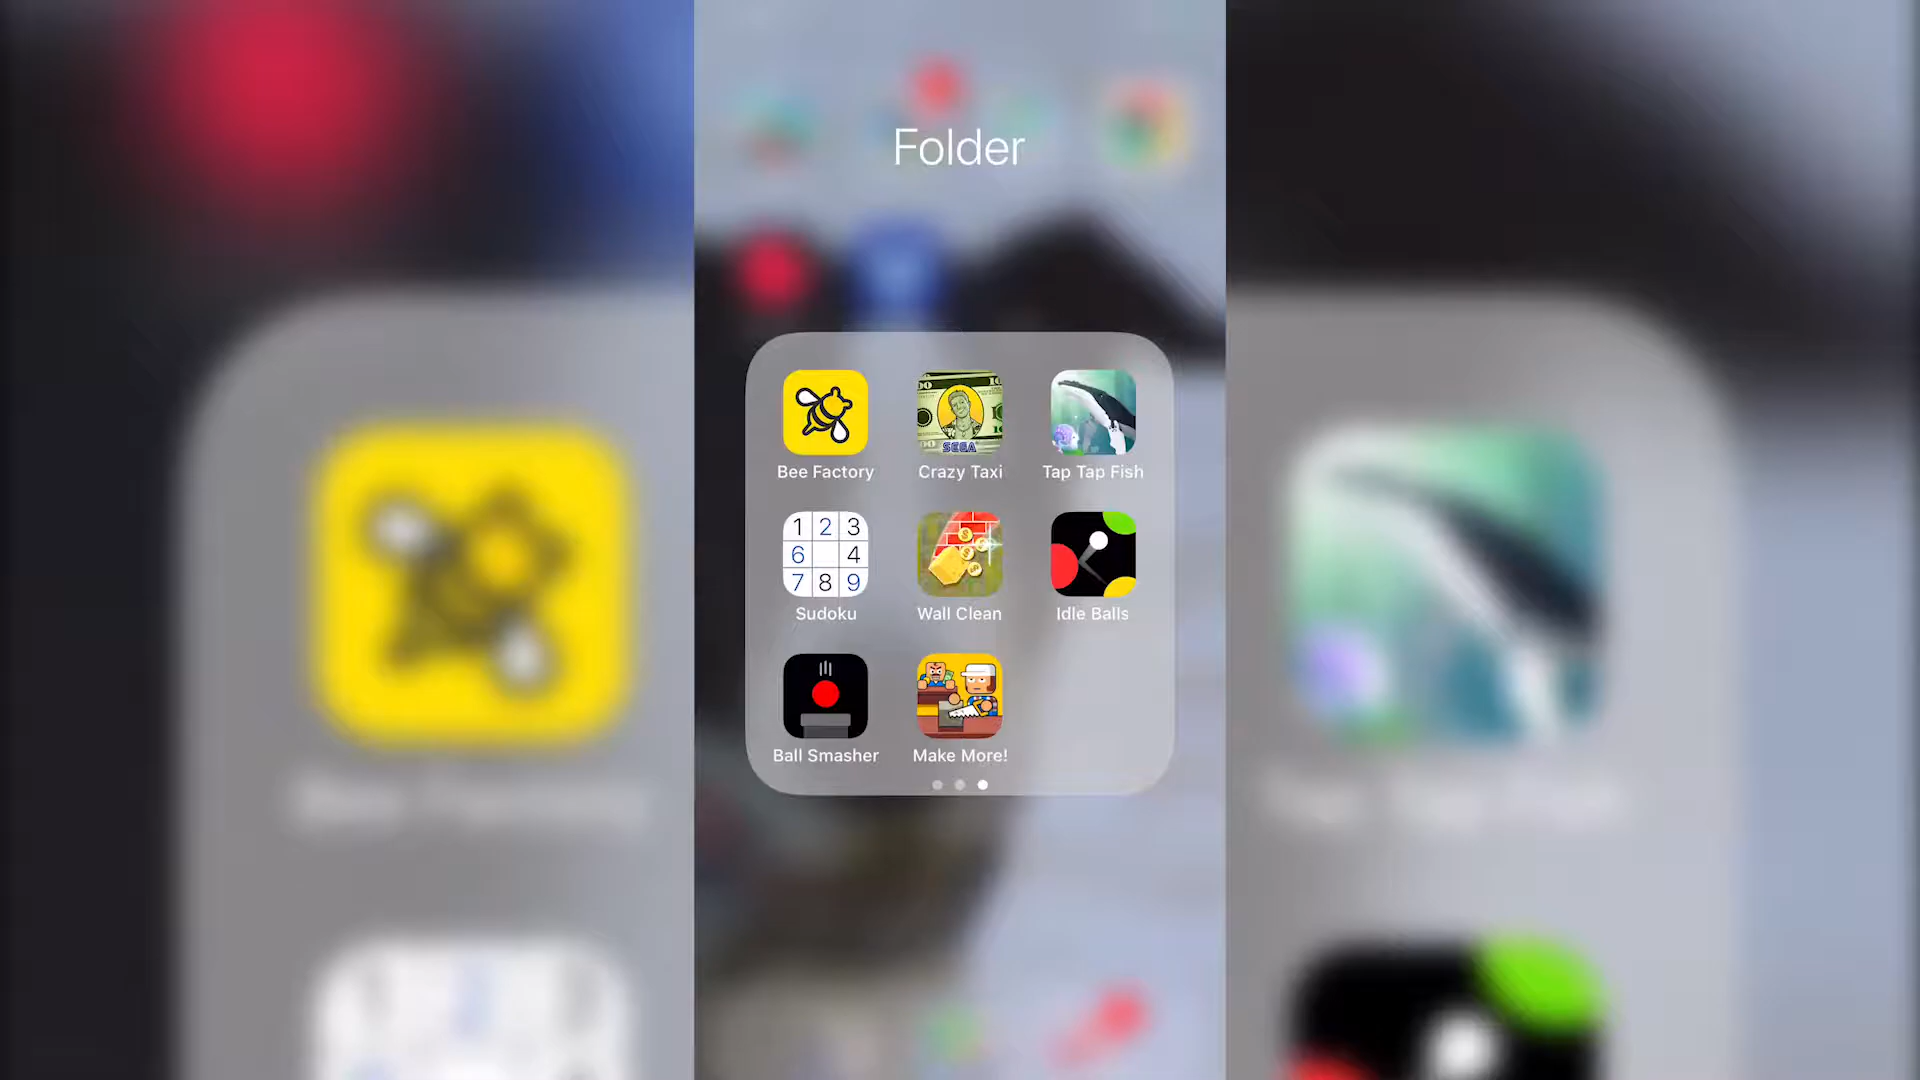 Folder
SEGA
Bee Factory Crazy Taxi Tap Tap Fish
1 2 3
6 4
7 8 9
Sudoku Wall Clean Idle Balls
Ball Smasher Make More!